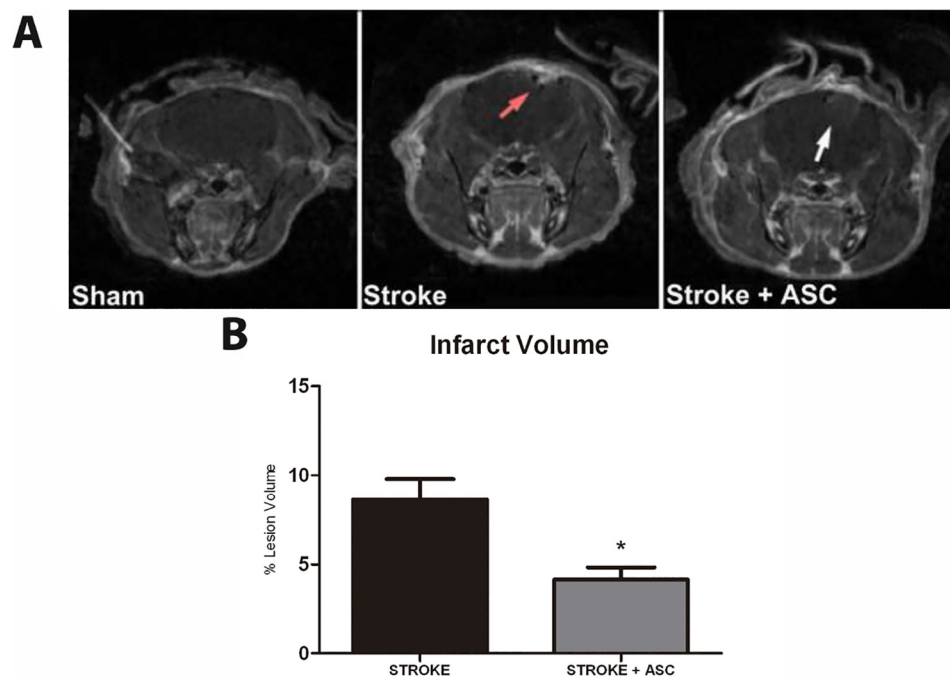 A
Sham
Stroke
Stroke + ASC
B
Infarct Volume
15
10
5
0
% Lesion Volume
*
STROKE
STROKE + ASC